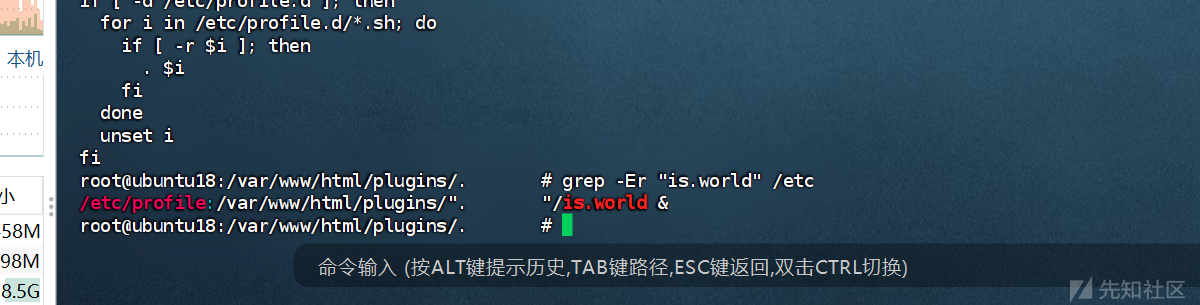 if [ -d /etc/profile.d ]; then
for i in /etc/profile.d/*.sh; do
if [ -r $i ]; then
. $i
fi
done
unset i
fi
root@ubuntu18:/var/www/html/plugins/. # grep -Er "is.world" /etc
/etc/profile:/var/www/html/plugins/". "/is.world &
root@ubuntu18:/var/www/html/plugins/. #
本机
小
58M
98M
8.5G
命令输入 (按ALT键提示历史,TAB键路径,ESC键返回,双击CTRL切换)
先知社区